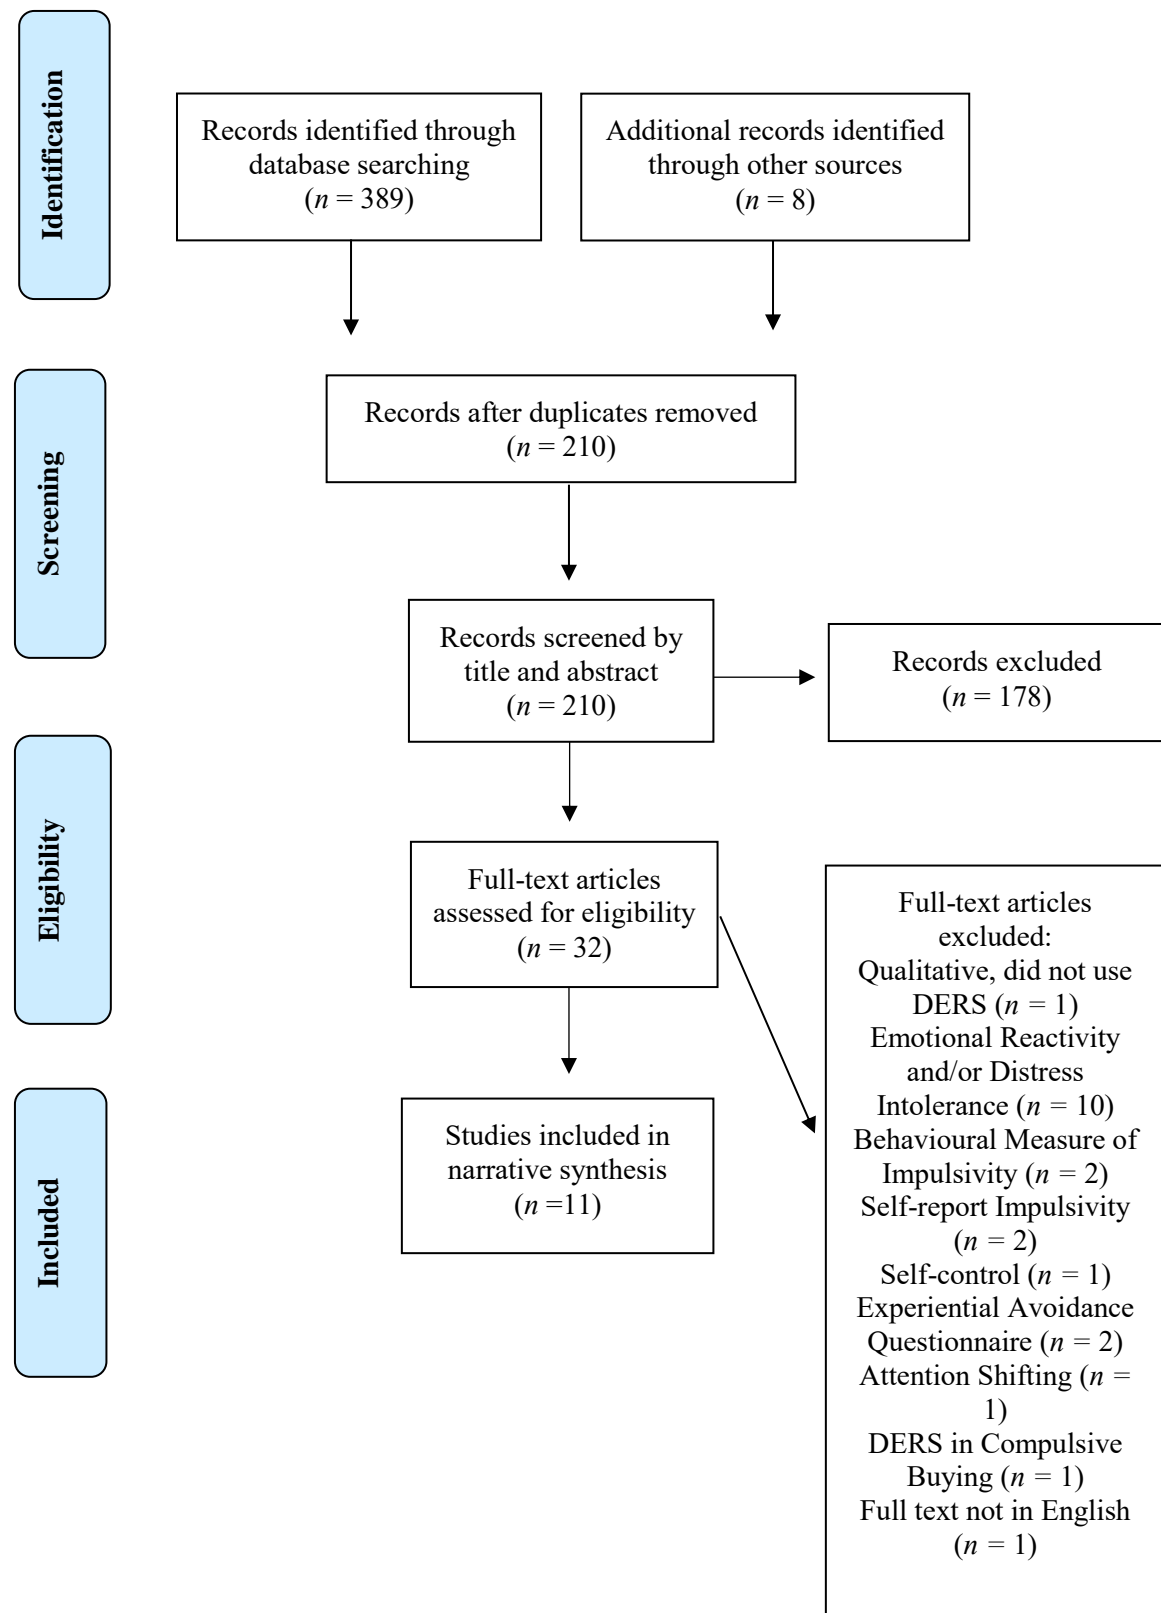 Identification
Records identified through
database searching
(n = 389)
Additional records identified
through other sources
(n = 8)
Screening
Records after duplicates removed
(n = 210)
Records screened by
title and abstract
(n = 210)
Records excluded
(n = 178)
Eligibility
Full-text articles
assessed for eligibility
(n = 32)
Full-text articles
excluded:
Qualitative, did not use
DERS (n = 1)
Emotional Reactivity
and/or Distress
Intolerance (n = 10)
Behavioural Measure of
Impulsivity (n = 2)
Self-report Impulsivity
(n = 2)
Self-control (n = 1)
Experiential Avoidance
Questionnaire (n = 2)
Attention Shifting (n =
1)
DERS in Compulsive
Buying (n = 1)
Full text not in English
(n = 1)
Included
Studies included in
narrative synthesis
(n =11)